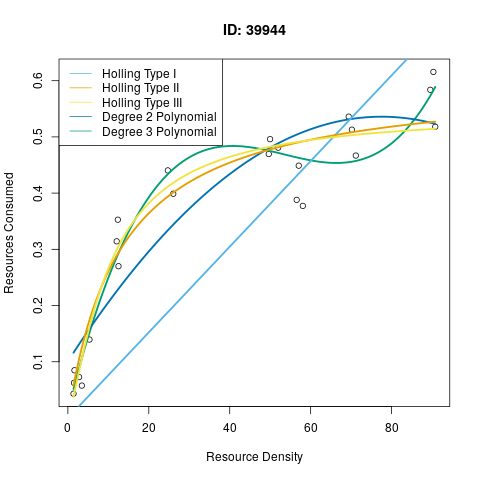 ID: 39944
Holling Type I
Holling Type II
Holling Type III
Degree 2 Polynomial
Degree 3 Polynomial
Resources Consumed
0.6
0.5
0.4
0.3
0.2
0.1
0 20 40 60 80
Resource Density